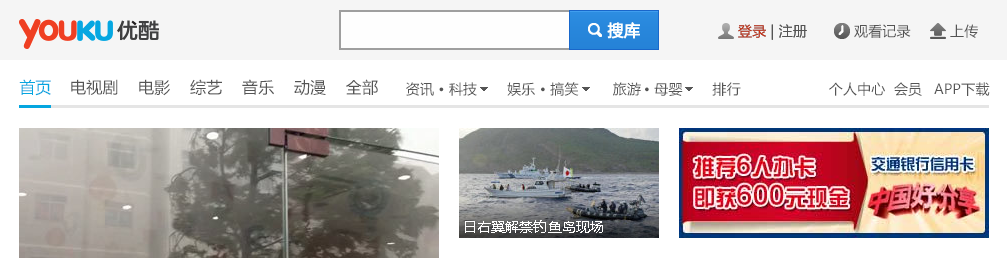 YOUKU 优酷
搜库
登录 | 注册
观看记录
上传
首页 电视剧 电影 综艺 音乐 动漫 全部 资讯 • 科技 娱乐 • 搞笑 旅游 • 母婴 排行 个人中心 会员 APP下载
日右翼解禁钓鱼岛现场
推荐6人办卡
即获600元现金
交通银行信用卡
中国好分享